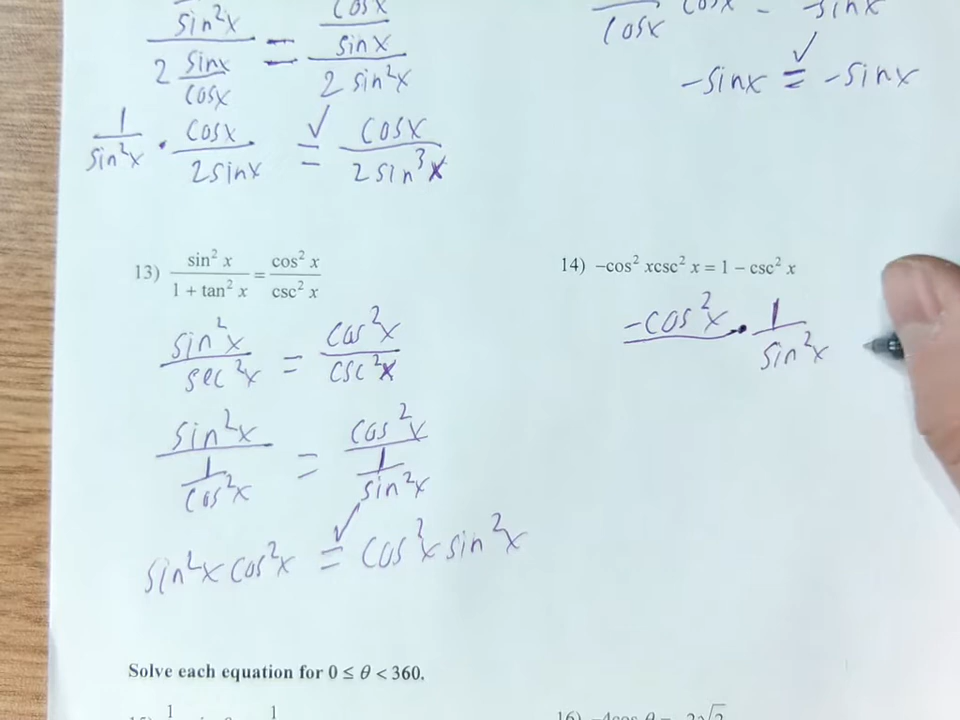 sin²x / (2 sinx/cosx) = (cosx/sinx) / (2 sin²x)
cosx
-sinx = -sinx ✓
1/sin²x · cosx/2sinx = cosx/2sin³x ✓
13) sin² x / (1 + tan² x) = cos² x / csc² x
sin²x / sec²x = cos²x / csc²x
sin²x / (1/cos²x) = cos²x / (1/sin²x)
sin²x cos²x = cos²x sin²x ✓
14) −cos² xcsc² x = 1 − csc² x
-cos²x · 1/sin²x
Solve each equation for 0 ≤ θ < 360.